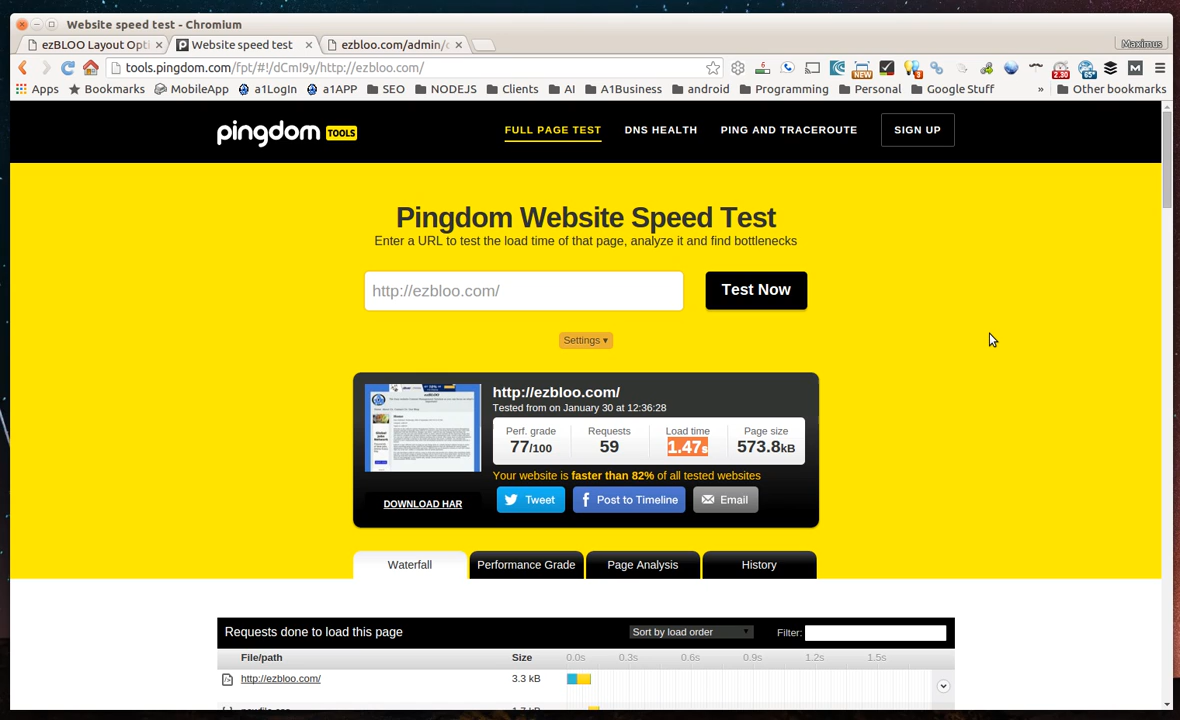 Website speed test - Chromium
ezBLOO Layout Opti
Website speed test
ezbloo.com/admin/
Maximus
tools.pingdom.com/fpt/#!/dCmI9y/http://ezbloo.com/
Apps Bookmarks MobileApp a1LogIn a1APP SEO NODEJS Clients AI A1Business android Programming Personal Google Stuff » Other bookmarks
pingdom TOOLS
FULL PAGE TEST DNS HEALTH PING AND TRACEROUTE SIGN UP
Pingdom Website Speed Test
Enter a URL to test the load time of that page, analyze it and find bottlenecks
http://ezbloo.com/
Test Now
Settings ▾
http://ezbloo.com/
Tested from on January 30 at 12:36:28
Perf. grade Requests Load time Page size
77/100 59 1.47s 573.8kB
Your website is faster than 82% of all tested websites
DOWNLOAD HAR
Tweet Post to Timeline Email
Waterfall Performance Grade Page Analysis History
Requests done to load this page
Sort by load order
Filter:
File/path Size 0.0s 0.3s 0.6s 0.9s 1.2s 1.5s
http://ezbloo.com/ 3.3 kB